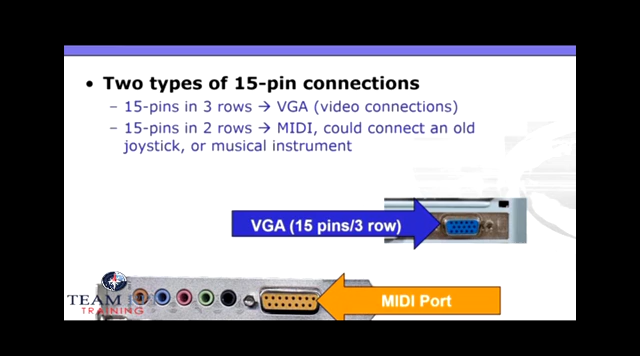 • Two types of 15-pin connections
– 15-pins in 3 rows → VGA (video connections)
– 15-pins in 2 rows → MIDI, could connect an old
joystick, or musical instrument
VGA (15 pins/3 row)
MIDI Port
TEAM
TRAINING